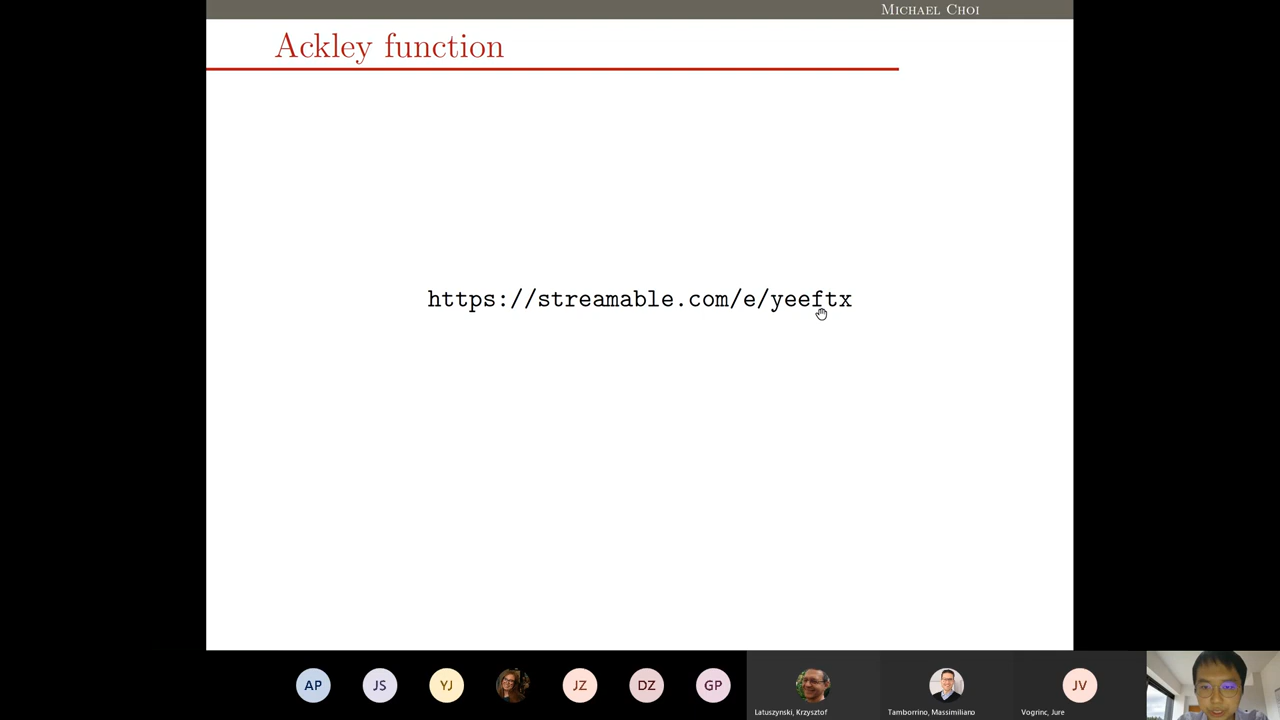 MICHAEL CHOI
Ackley function
https://streamable.com/e/yeeftx
AP
JS
YJ
JZ
DZ
GP
JV
Latuszynski, Krzysztof
Tamborrino, Massimiliano
Vogrinc, Jure